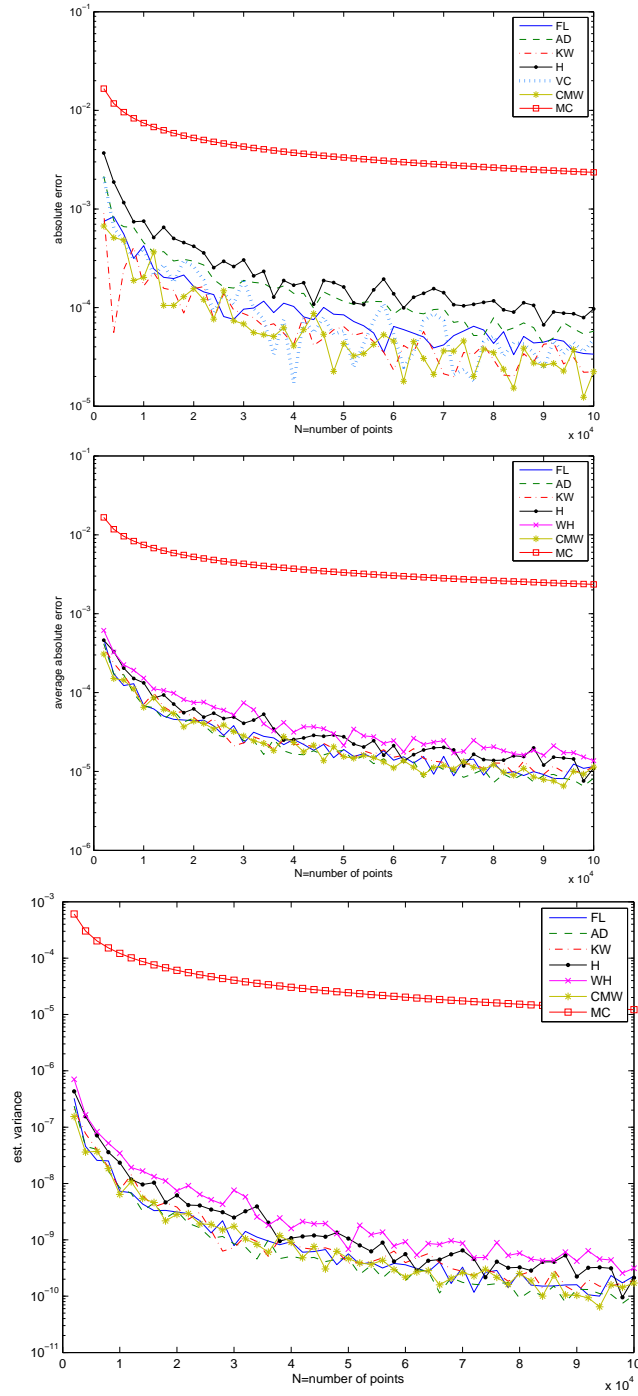 10^-1
10^-2
10^-3
10^-4
10^-5
absolute error
0 1 2 3 4 5 6 7 8 9 10
x 10^4
N=number of points
FL
AD
KW
H
VC
CMW
MC
10^-1
10^-2
10^-3
10^-4
10^-5
10^-6
average absolute error
0 1 2 3 4 5 6 7 8 9 10
x 10^4
N=number of points
FL
AD
KW
H
WH
CMW
MC
10^-3
10^-4
10^-5
10^-6
10^-7
10^-8
10^-9
10^-10
10^-11
est. variance
0 1 2 3 4 5 6 7 8 9 10
x 10^4
N=number of points
FL
AD
KW
H
WH
CMW
MC